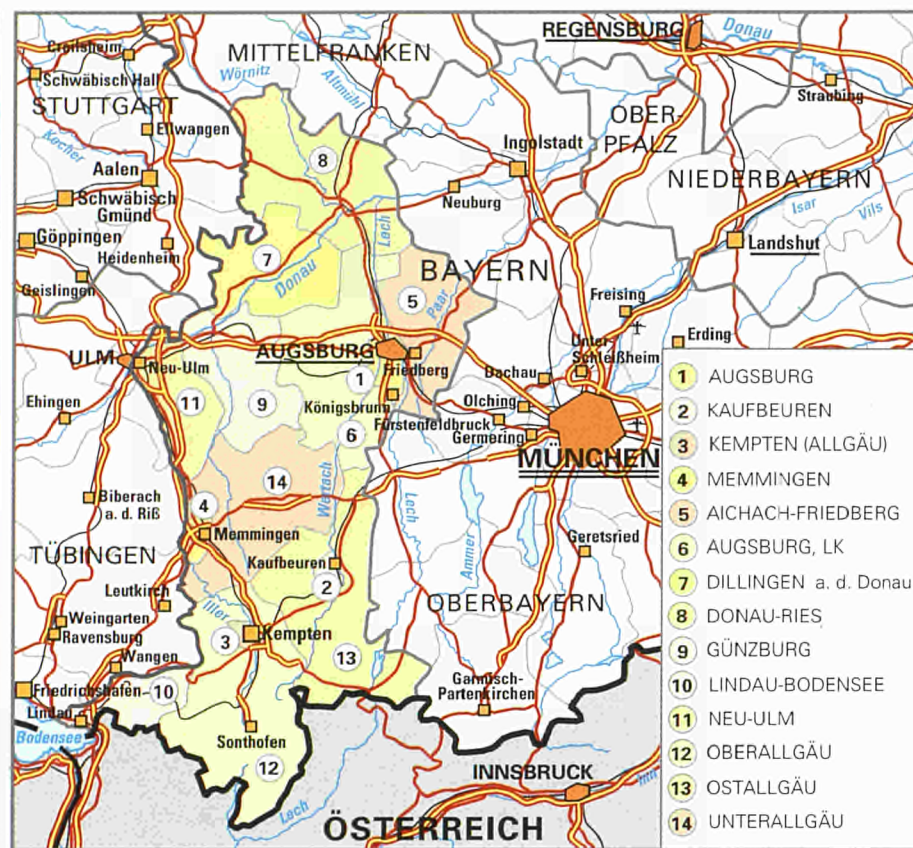 REGENSBURG
Donau
Crailsheim
MITTELFRANKEN
Schwäbisch Hall
Wörnitz
Altmühl
Straubing
STUTTGART
Ellwangen
OBER-
PFALZ
Kocher
8
Ingolstadt
Aalen
NIEDERBAYERN
Schwäbisch
Gmünd
Neuburg
Isar
Vils
Lech
Göppingen
Heidenheim
7
Landshut
Donau
BAYERN
Geislingen
5
Paar
Freising
Erding
ULM
Neu-Ulm
AUGSBURG
Friedberg
Unter-
Schleißheim
Dachau
1
Ehingen
11
9
Königsbrunn
Olching
Fürstenfeldbruck
Germering
6
MÜNCHEN
14
Wertach
Biberach
a. d. Riß
4
Lech
Ammer
Memmingen
Geretsried
TÜBINGEN
Kaufbeuren
2
Leutkirch
OBERBAYERN
Iller
Weingarten
Ravensburg
3
Kempten
13
Wangen
Garmisch-
Partenkirchen
Friedrichshafen
10
Lindau
Bodensee
Sonthofen
12
INNSBRUCK
Inn
Lech
ÖSTERREICH
1 AUGSBURG
2 KAUFBEUREN
3 KEMPTEN (ALLGÄU)
4 MEMMINGEN
5 AICHACH-FRIEDBERG
6 AUGSBURG, LK
7 DILLINGEN a. d. Donau
8 DONAU-RIES
9 GÜNZBURG
10 LINDAU-BODENSEE
11 NEU-ULM
12 OBERALLGÄU
13 OSTALLGÄU
14 UNTERALLGÄU